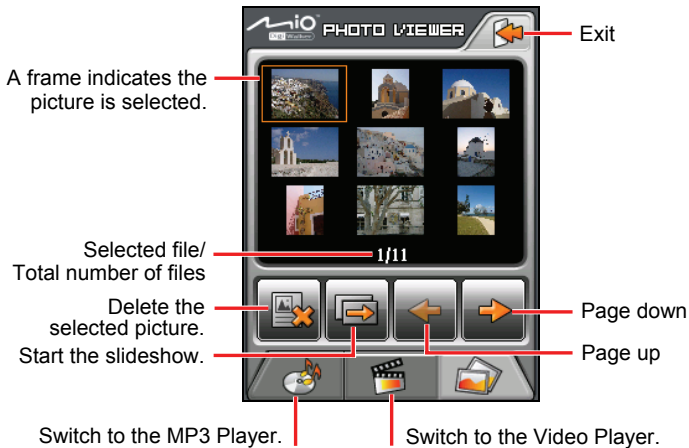 Mio
DigiWalker
PHOTO VIEWER
Exit
A frame indicates the
picture is selected.
Selected file/
Total number of files
1/11
Delete the
selected picture.
Page down
Start the slideshow.
Page up
Switch to the MP3 Player.
Switch to the Video Player.